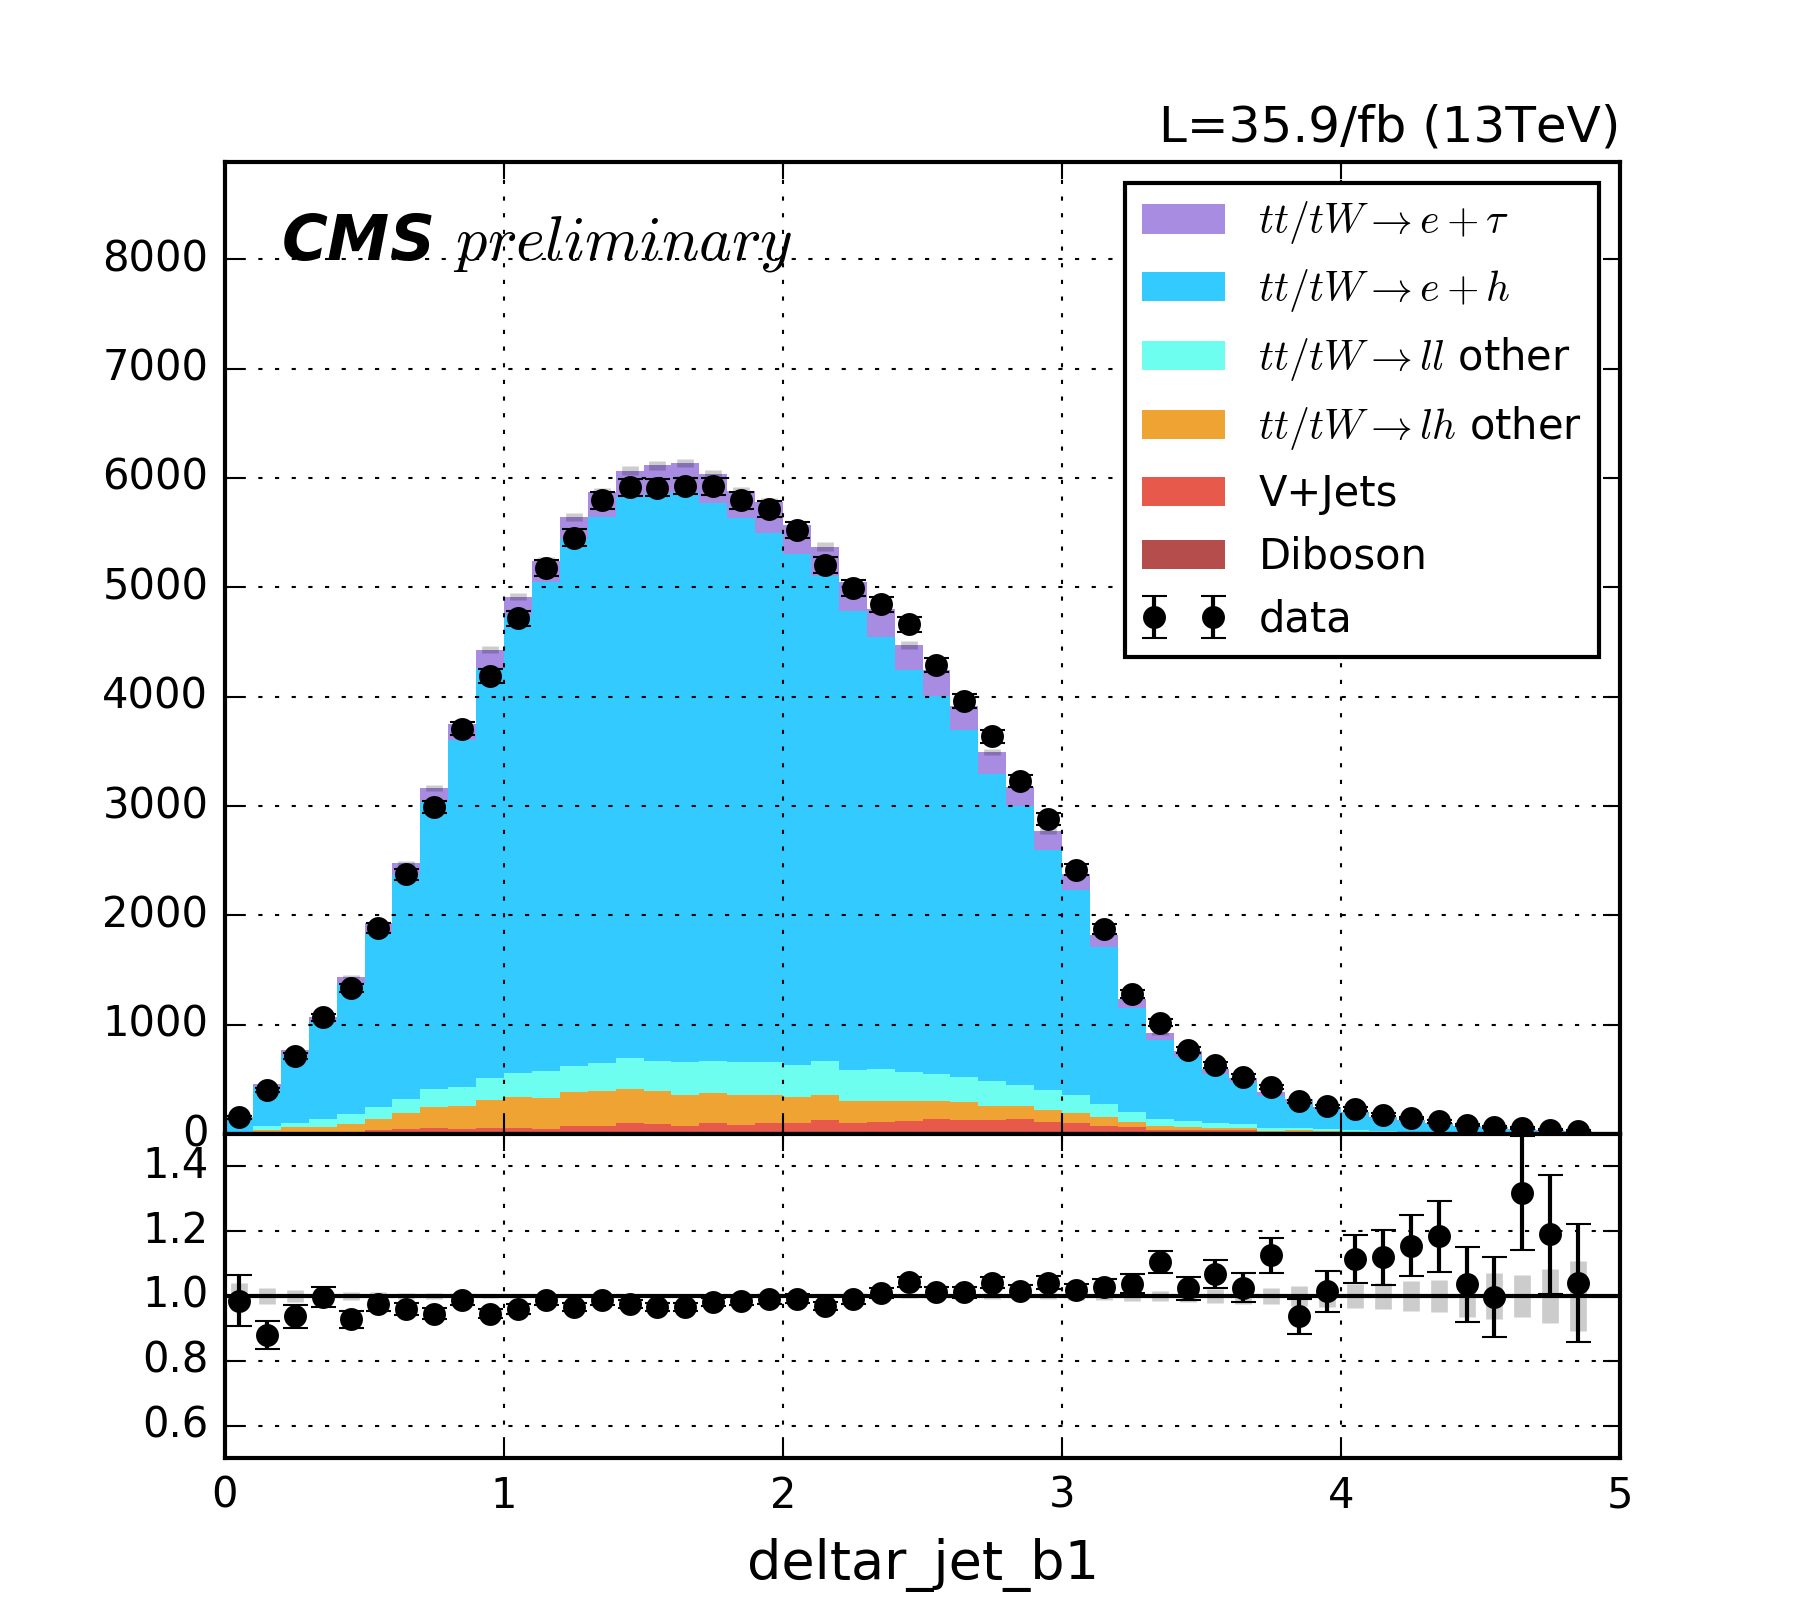 L=35.9/fb (13TeV)
CMS preliminary
tt/tW → e + τ
tt/tW → e + h
tt/tW → ll other
tt/tW → lh other
V+Jets
Diboson
data
8000
7000
6000
5000
4000
3000
2000
1000
0
1.4
1.2
1.0
0.8
0.6
0 1 2 3 4 5
deltar_jet_b1